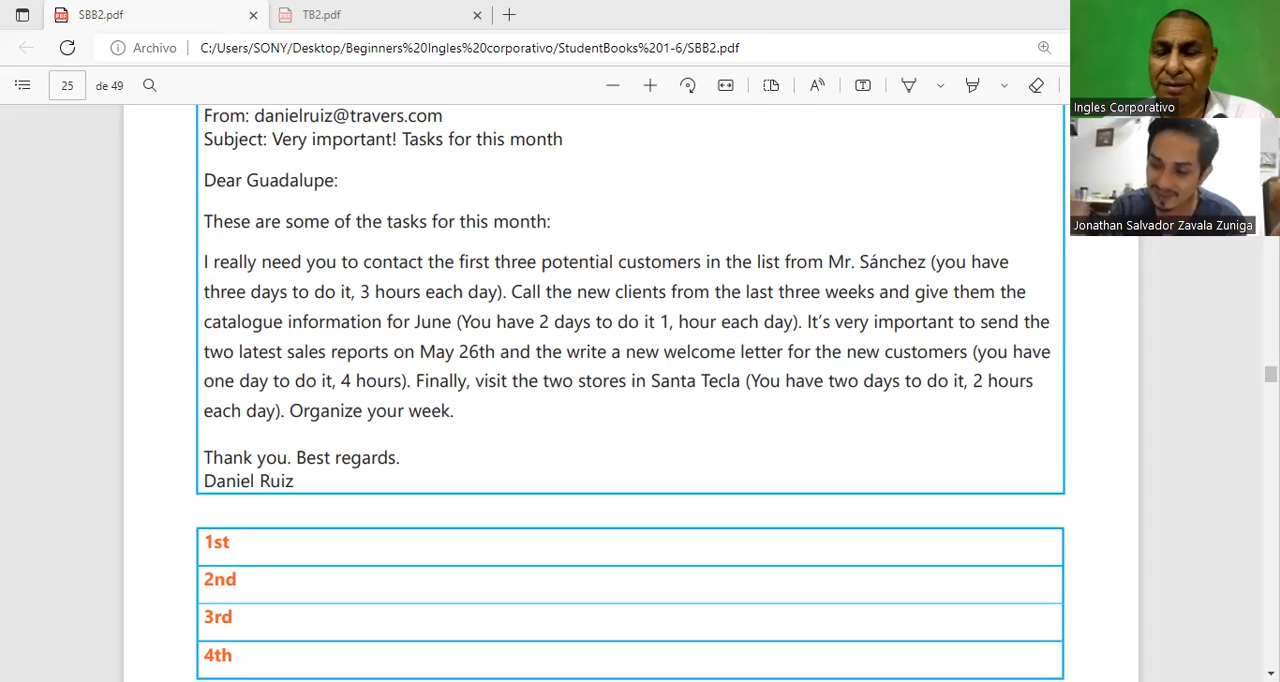 SBB2.pdf
TB2.pdf
Archivo
C:/Users/SONY/Desktop/Beginners%20Ingles%20corporativo/StudentBooks%201-6/SBB2.pdf
25 de 49
From: danielruiz@travers.com
Subject: Very important! Tasks for this month
Dear Guadalupe:
These are some of the tasks for this month:
I really need you to contact the first three potential customers in the list from Mr. Sánchez (you have
three days to do it, 3 hours each day). Call the new clients from the last three weeks and give them the
catalogue information for June (You have 2 days to do it 1, hour each day). It's very important to send the
two latest sales reports on May 26th and the write a new welcome letter for the new customers (you have
one day to do it, 4 hours). Finally, visit the two stores in Santa Tecla (You have two days to do it, 2 hours
each day). Organize your week.
Thank you. Best regards.
Daniel Ruiz
1st
2nd
3rd
4th
Ingles Corporativo
Jonathan Salvador Zavala Zuniga